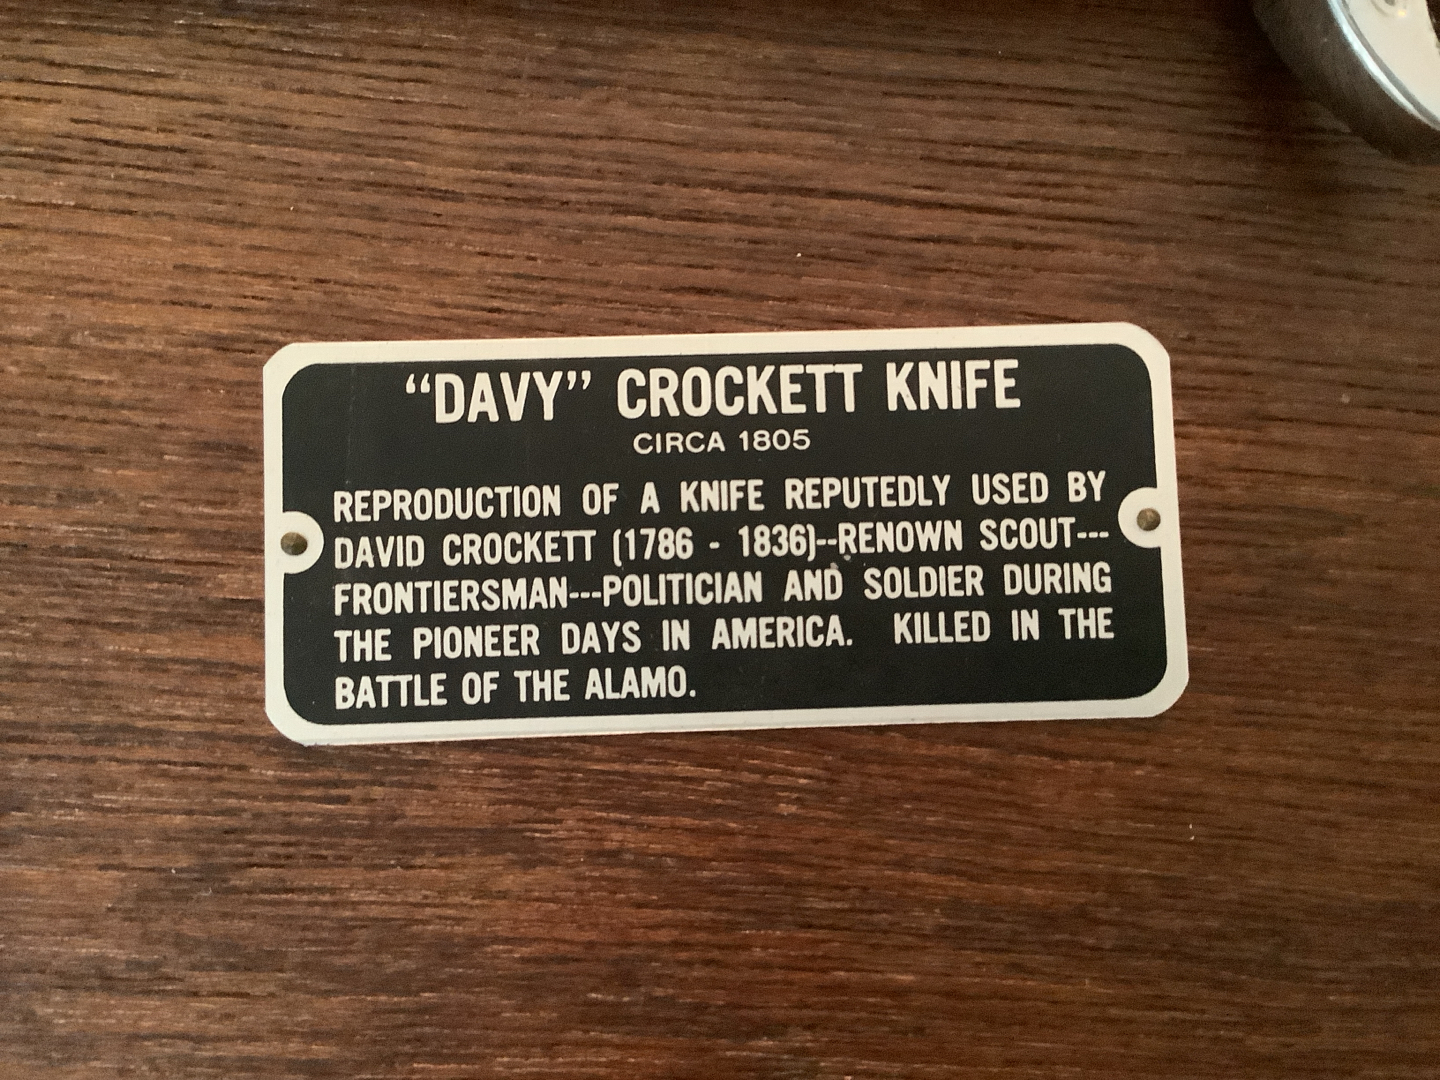 “DAVY” CROCKETT KNIFE
CIRCA 1805
REPRODUCTION OF A KNIFE REPUTEDLY USED BY
DAVID CROCKETT (1786 - 1836)--RENOWN SCOUT---
FRONTIERSMAN---POLITICIAN AND SOLDIER DURING
THE PIONEER DAYS IN AMERICA. KILLED IN THE
BATTLE OF THE ALAMO.